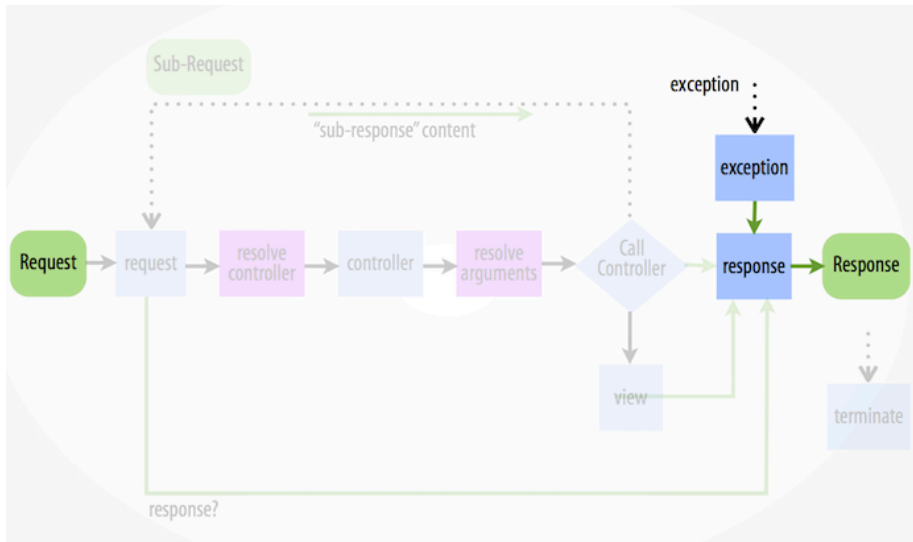 Sub-Request
exception
"sub-response" content
exception
Request
request
resolve
controller
controller
resolve
arguments
Call
Controller
response
Response
view
terminate
response?